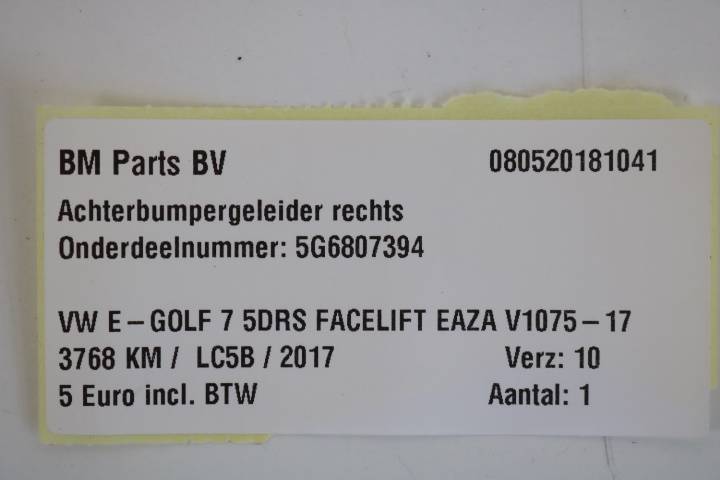 BM Parts BV 080520181041
Achterbumpergeleider rechts
Onderdeelnummer: 5G6807394
VW E-GOLF 7 5DRS FACELIFT EAZA V1075-17
3768 KM / LC5B / 2017 Verz: 10
5 Euro incl. BTW Aantal: 1